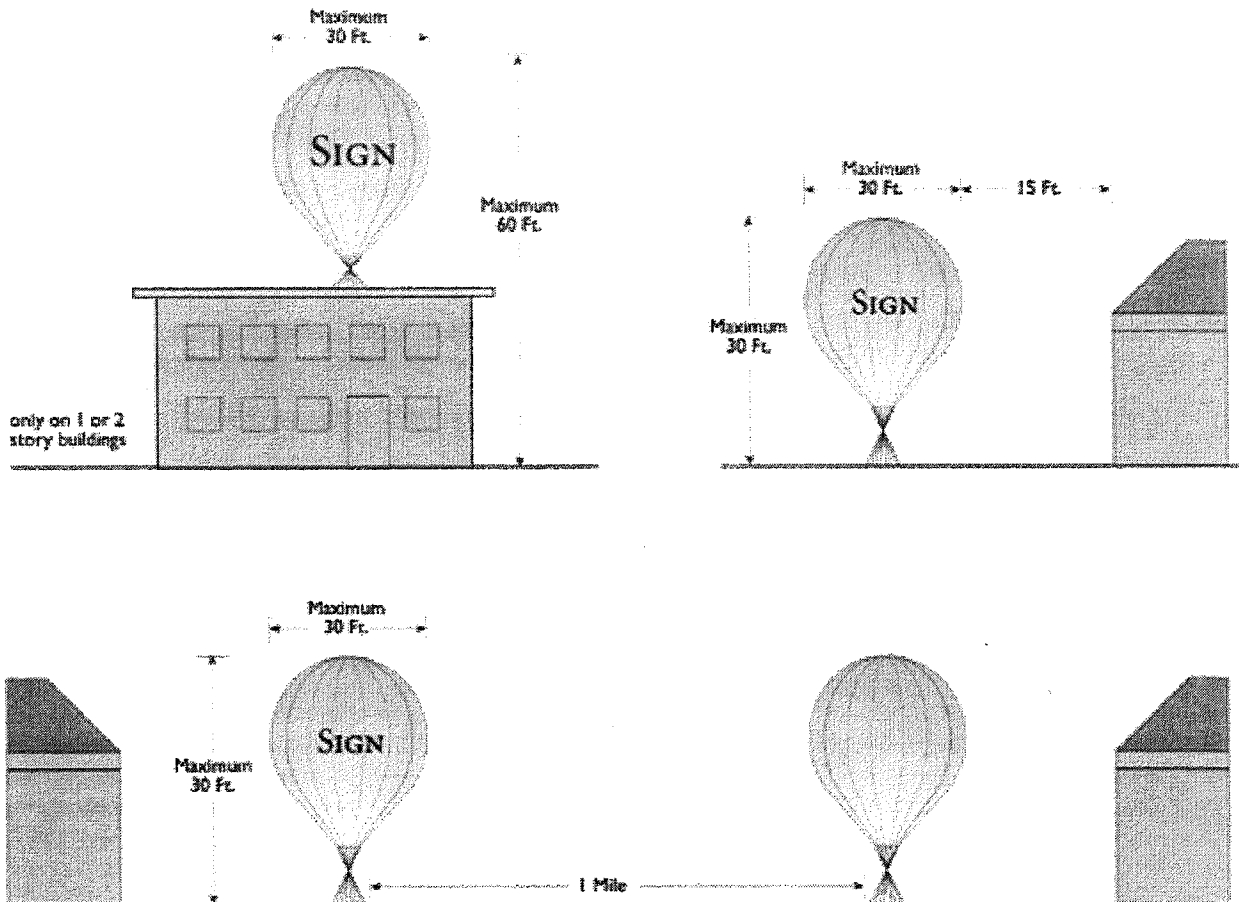 Maximum
30 Ft.
SIGN
Maximum
60 Ft.
only on 1 or 2
story buildings
Maximum
30 Ft.
15 Ft.
SIGN
Maximum
30 Ft.
Maximum
30 Ft.
SIGN
Maximum
30 Ft.
1 Mile